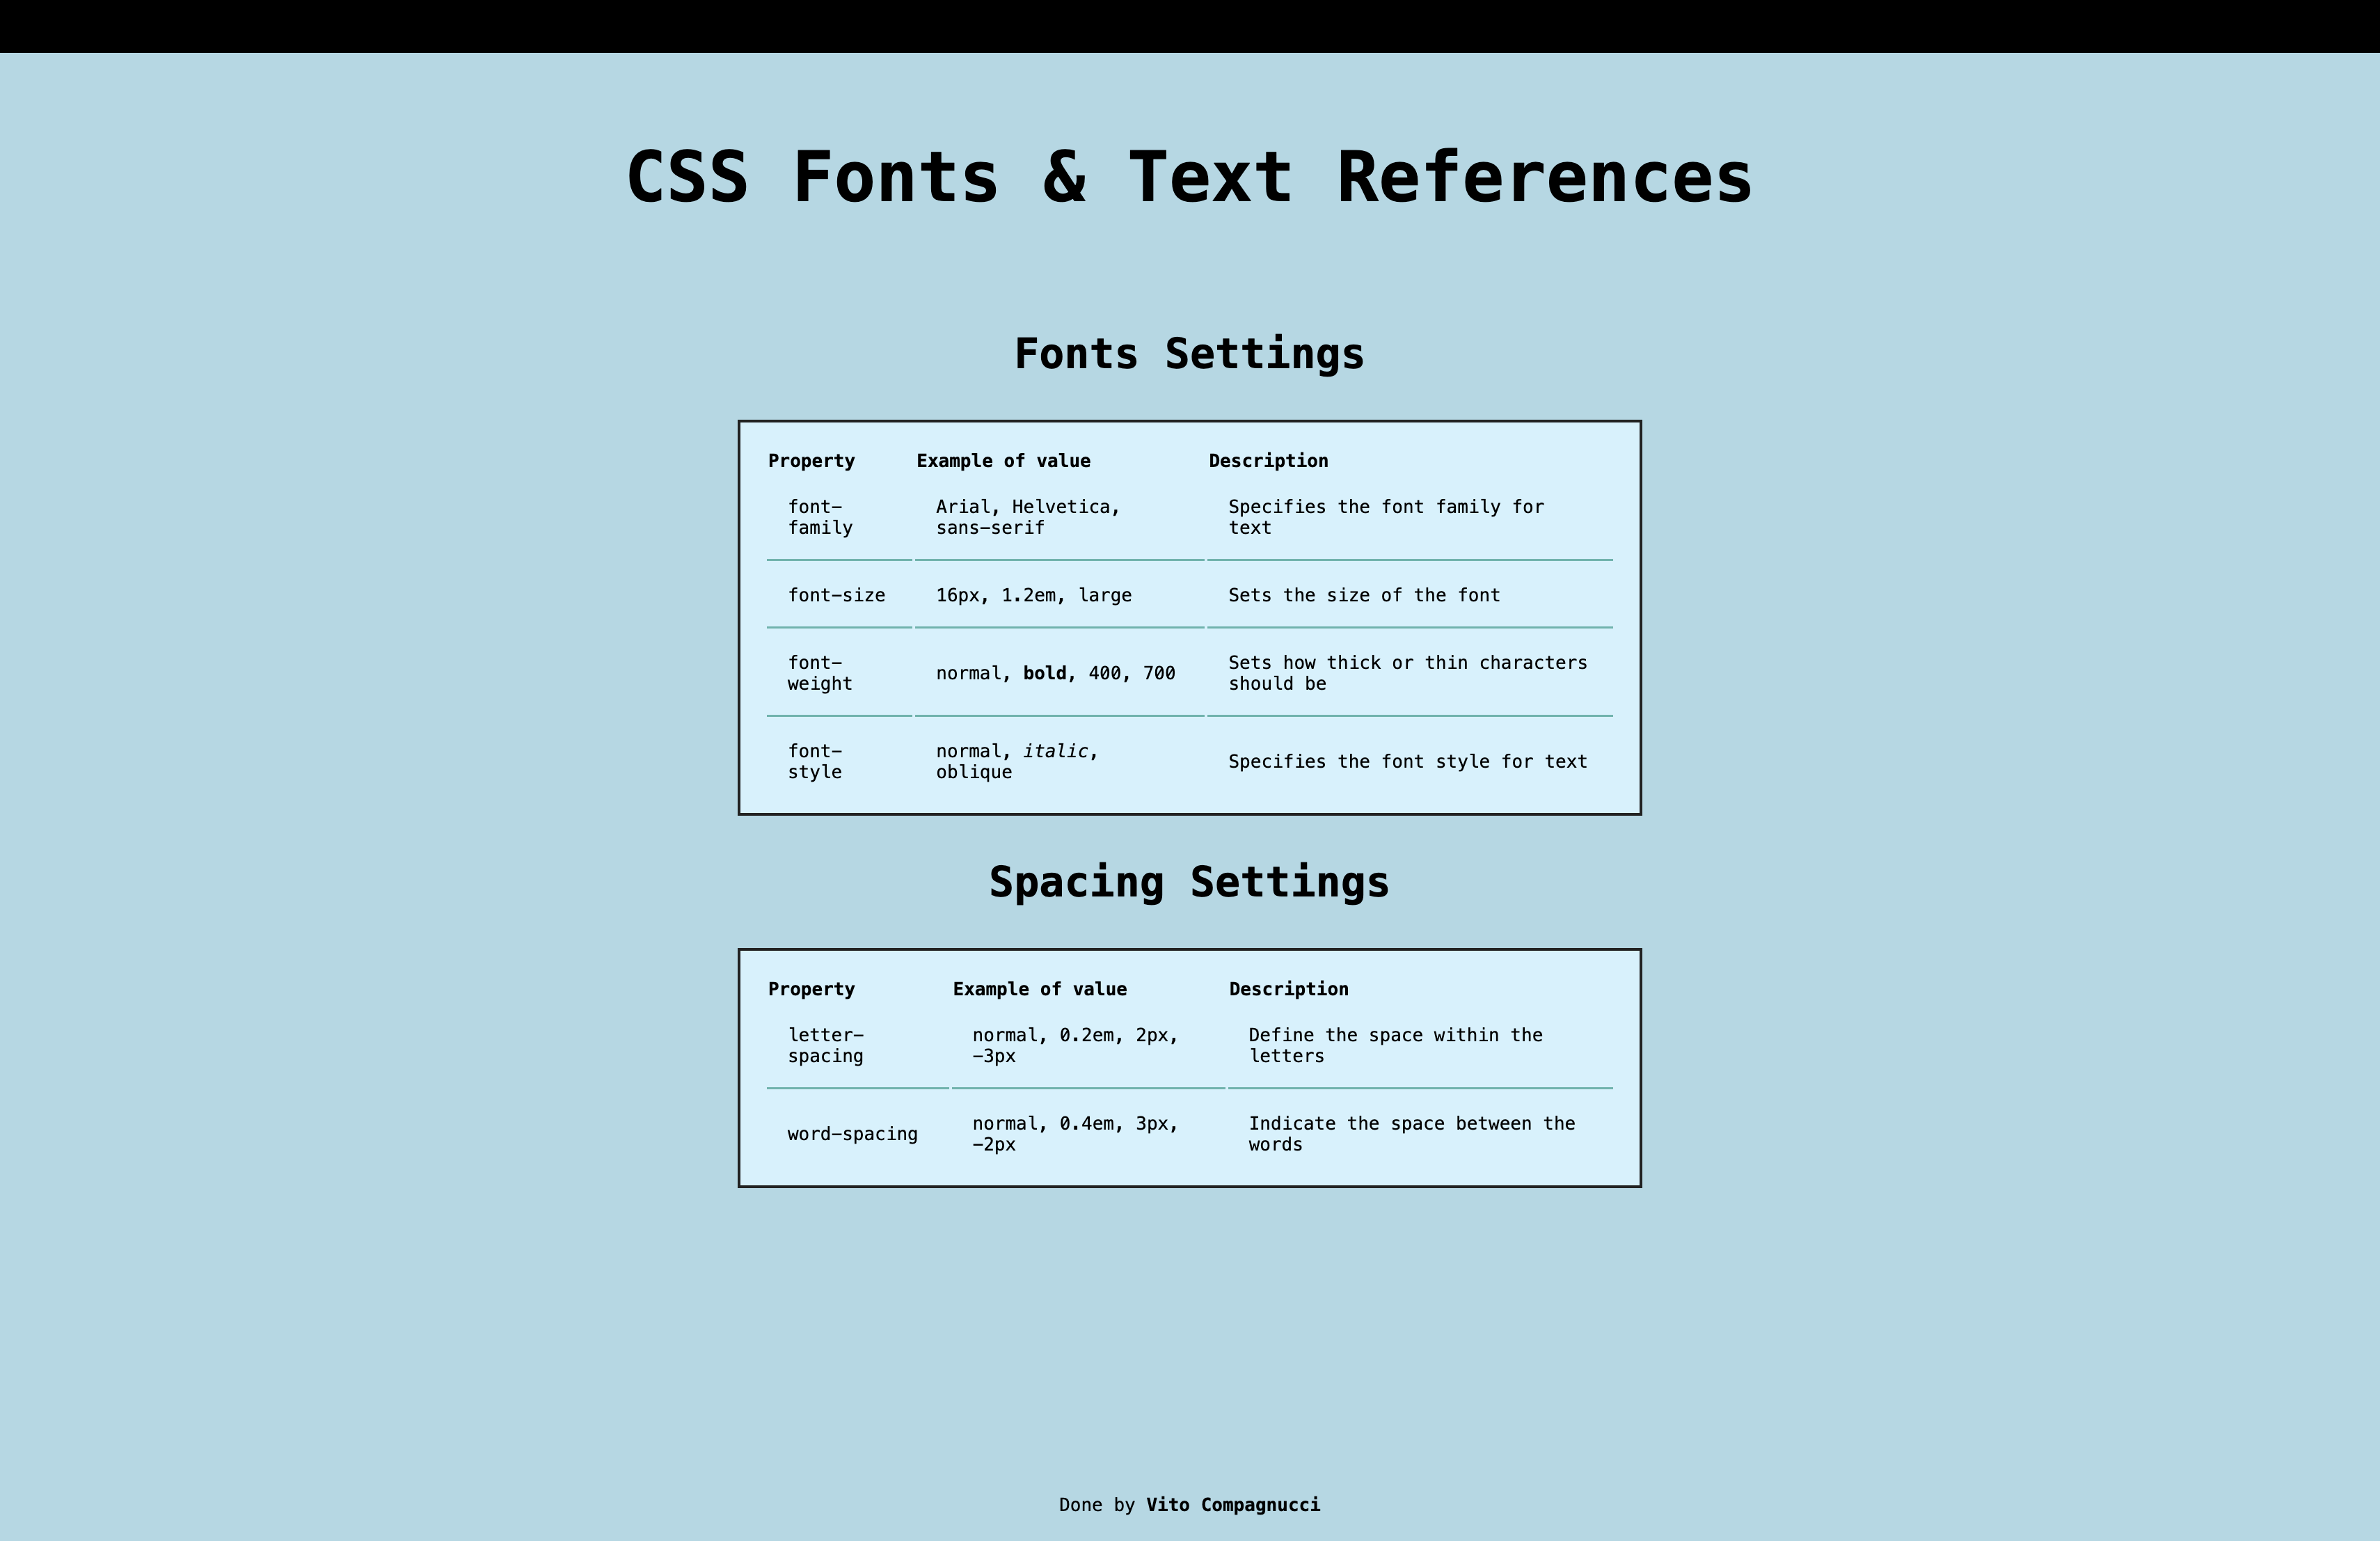 CSS Fonts & Text References
Fonts Settings
Property Example of value Description
font-family Arial, Helvetica, sans-serif Specifies the font family for text
font-size 16px, 1.2em, large Sets the size of the font
font-weight normal, bold, 400, 700 Sets how thick or thin characters should be
font-style normal, italic, oblique Specifies the font style for text
Spacing Settings
Property Example of value Description
letter-spacing normal, 0.2em, 2px, -3px Define the space within the letters
word-spacing normal, 0.4em, 3px, -2px Indicate the space between the words
Done by Vito Compagnucci